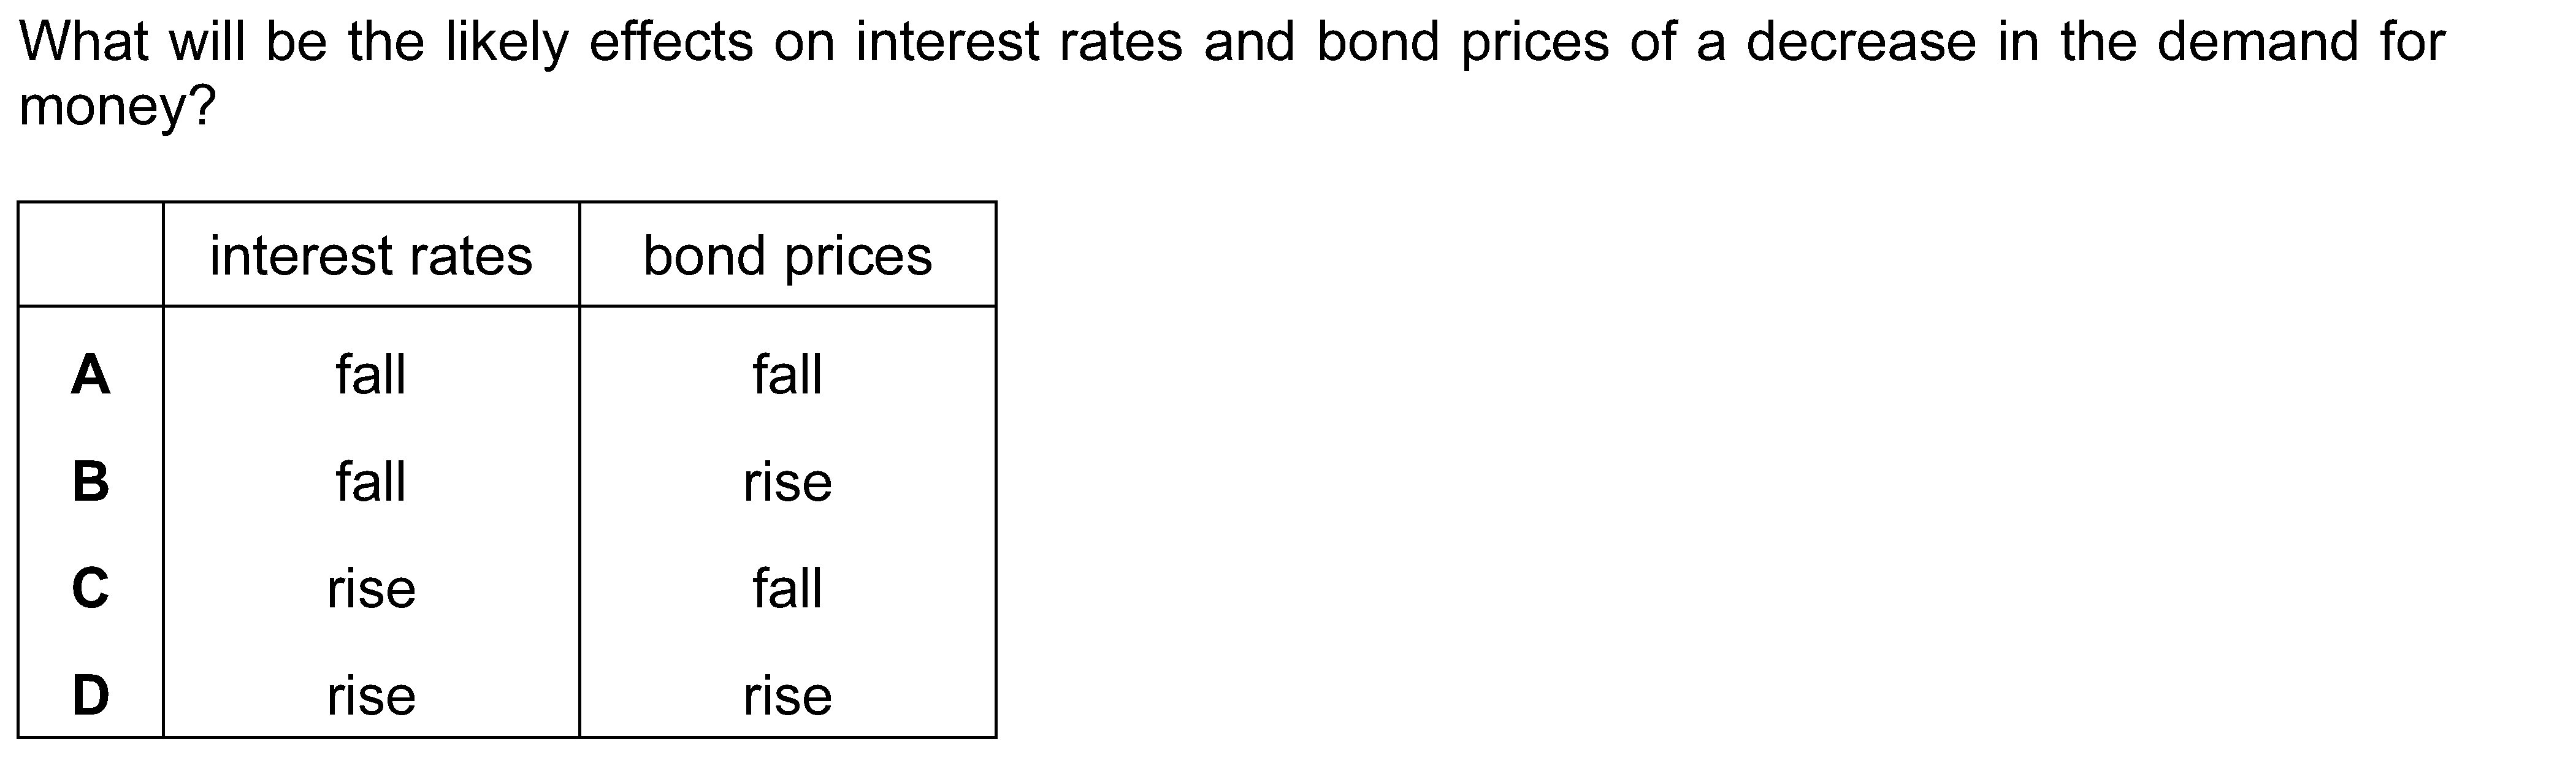 What will be the likely effects on interest rates and bond prices of a decrease in the demand for
money?
interest rates bond prices
A fall fall
B fall rise
C rise fall
D rise rise